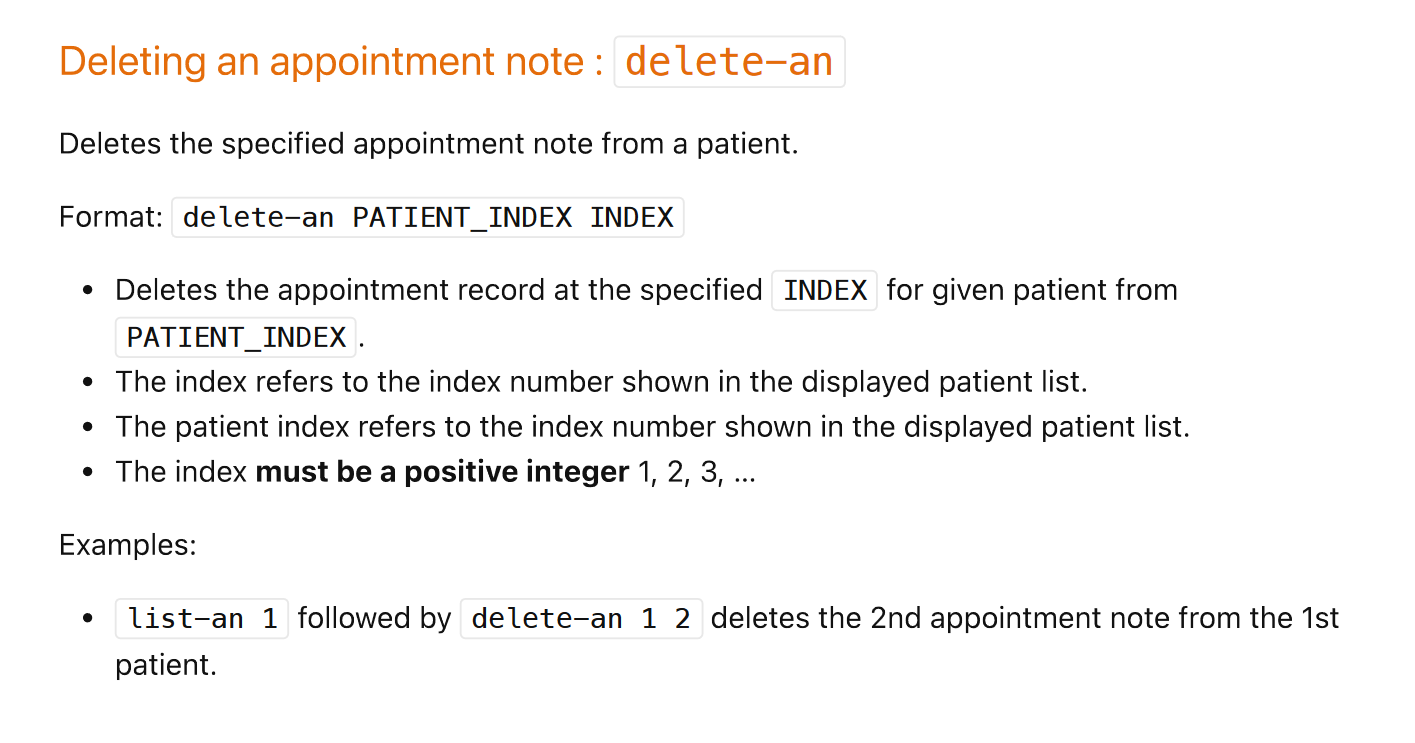 Deleting an appointment note : delete-an
Deletes the specified appointment note from a patient.
Format: delete-an PATIENT_INDEX INDEX
• Deletes the appointment record at the specified INDEX for given patient from
PATIENT_INDEX.
• The index refers to the index number shown in the displayed patient list.
• The patient index refers to the index number shown in the displayed patient list.
• The index must be a positive integer 1, 2, 3, …
Examples:
• list-an 1 followed by delete-an 1 2 deletes the 2nd appointment note from the 1st
patient.